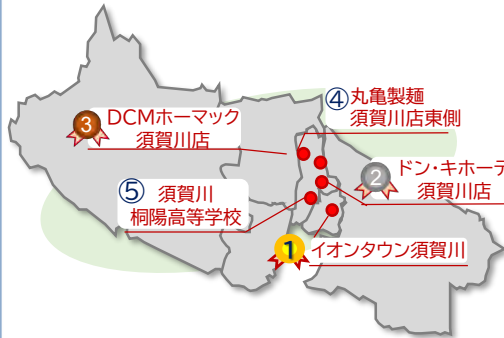 ④ 丸亀製麺
須賀川店東側
3 DCMホーマック
須賀川店
2 ドン・キホーテ
須賀川店
⑤ 須賀川
桐陽高等学校
1 イオンタウン須賀川